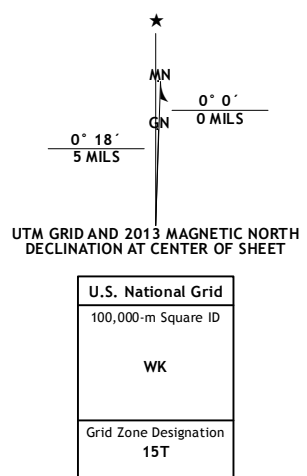 ★
MN
GN
0° 0´
0 MILS
0° 18´
5 MILS
UTM GRID AND 2013 MAGNETIC NORTH
DECLINATION AT CENTER OF SHEET
U.S. National Grid
100,000-m Square ID
WK
Grid Zone Designation
15T